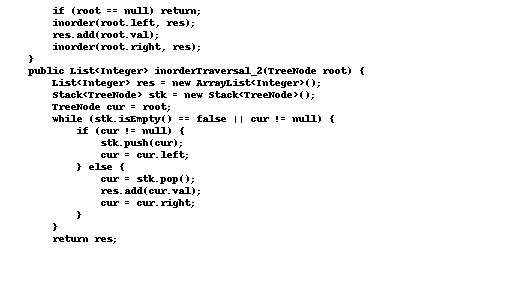 if (root == null) return;
inorder(root.left, res);
res.add(root.val);
inorder(root.right, res);
}
public List<Integer> inorderTraversal_2(TreeNode root) {
List<Integer> res = new ArrayList<Integer>();
Stack<TreeNode> stk = new Stack<TreeNode>();
TreeNode cur = root;
while (stk.isEmpty() == false || cur != null) {
if (cur != null) {
stk.push(cur);
cur = cur.left;
} else {
cur = stk.pop();
res.add(cur.val);
cur = cur.right;
}
}
return res;